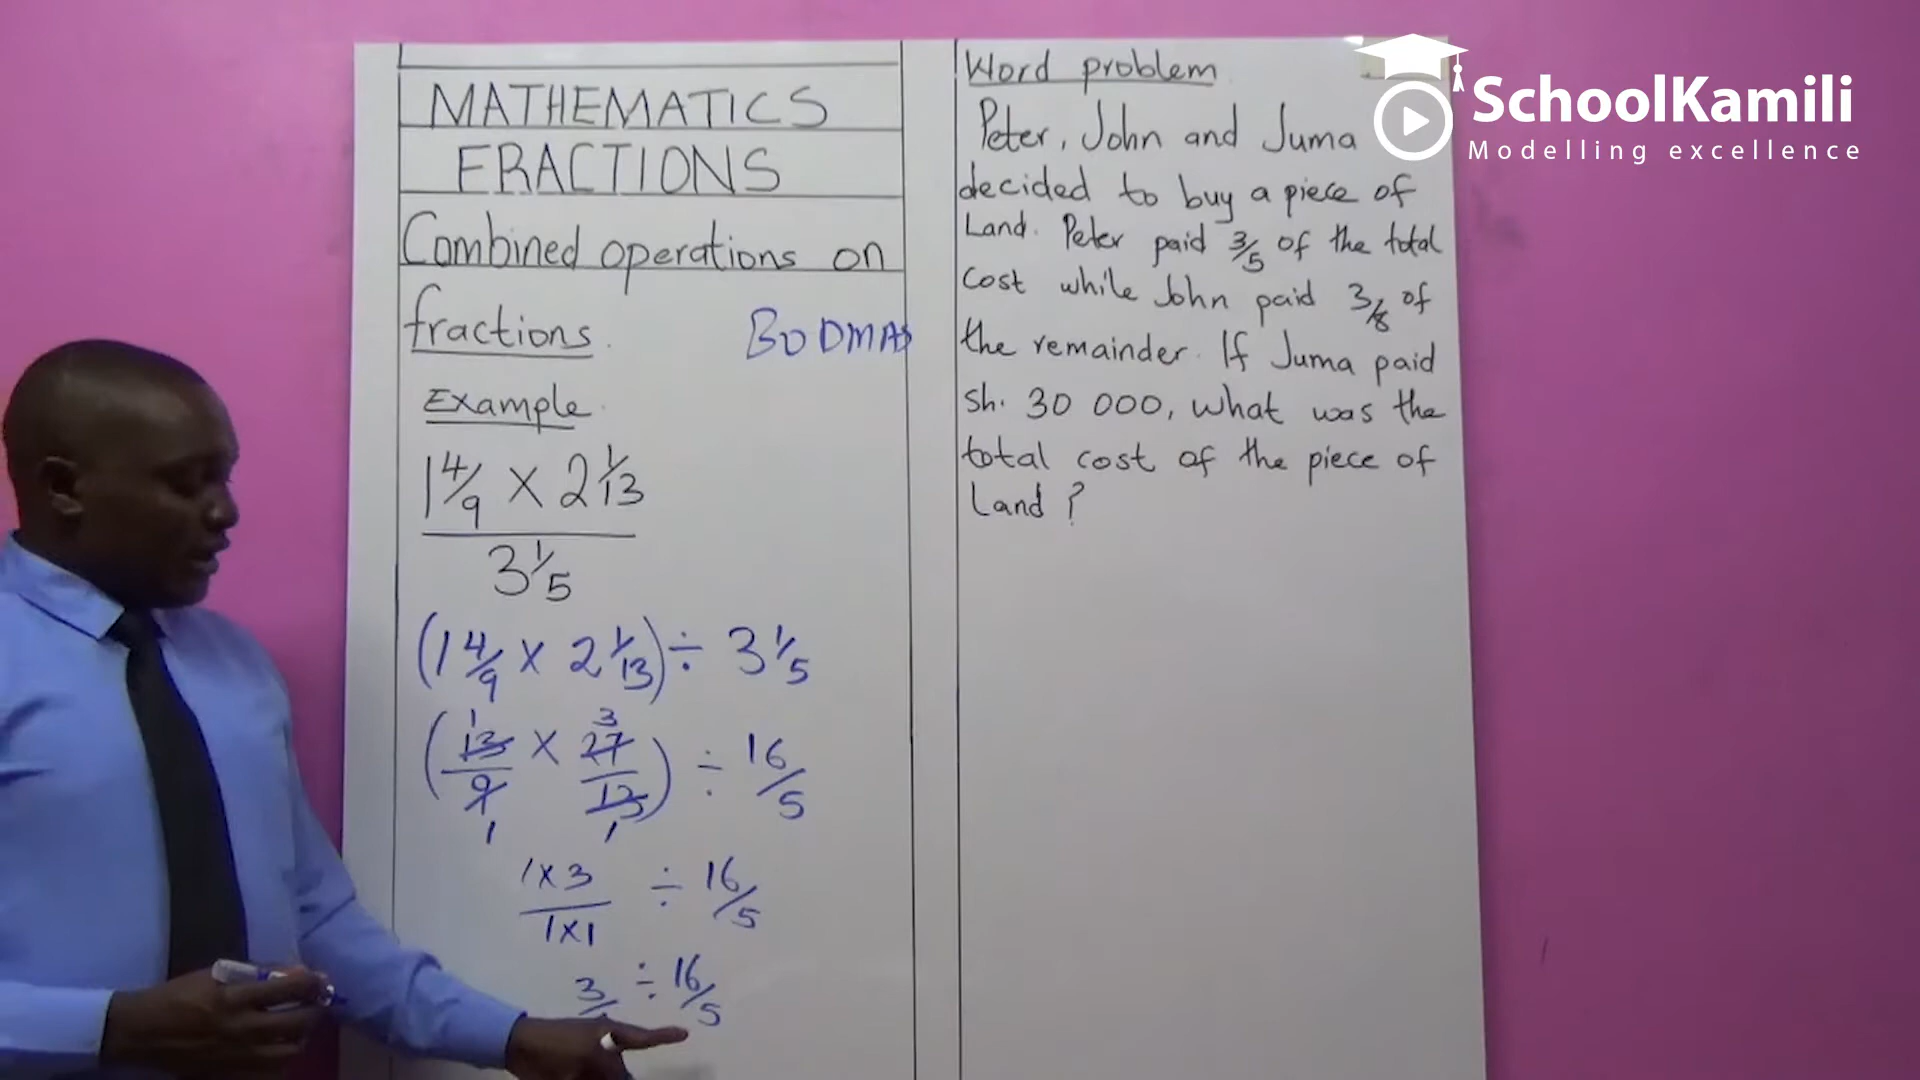 MATHEMATICS
FRACTIONS
Combined operations on
fractions.
BODMAS
Example.
1 4/9 × 2 1/13
3 1/5
(1 4/9 × 2 1/13) ÷ 3 1/5
1 3
(13/9 × 27/13) ÷ 16/5
1 1
1×3/1×1 ÷ 16/5
3/ ÷ 16/5
Word problem
Peter, John and Juma
decided to buy a piece of
Land. Peter paid 3/5 of the total
Cost while John paid 3/8 of
the remainder. If Juma paid
sh. 30 000, what was the
total cost of the piece of
Land?
SchoolKamili
Modelling excellence